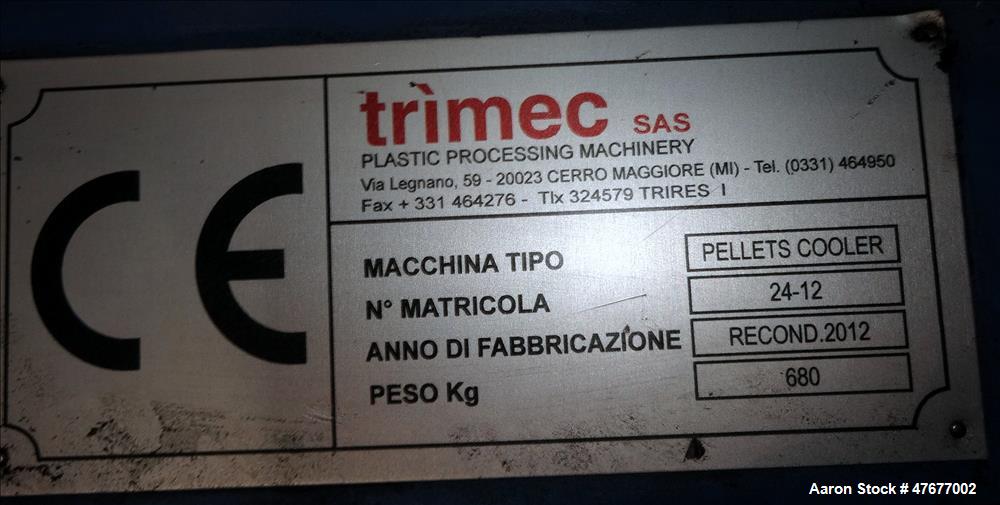 CE
trìmec SAS
PLASTIC PROCESSING MACHINERY
Via Legnano, 59 - 20023 CERRO MAGGIORE (MI) - Tel. (0331) 464950
Fax + 331 464276 - Tlx 324579 TRIRES I
MACCHINA TIPO PELLETS COOLER
N° MATRICOLA 24-12
ANNO DI FABBRICAZIONE RECOND.2012
PESO Kg 680
Aaron Stock # 47677002